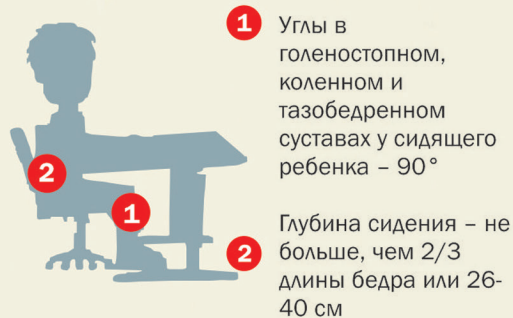 1 Углы в
голеностопном,
коленном и
тазобедренном
суставах у сидящего
ребенка – 90°
2
1
Глубина сидения – не
2 больше, чем 2/3
длины бедра или 26-
40 см